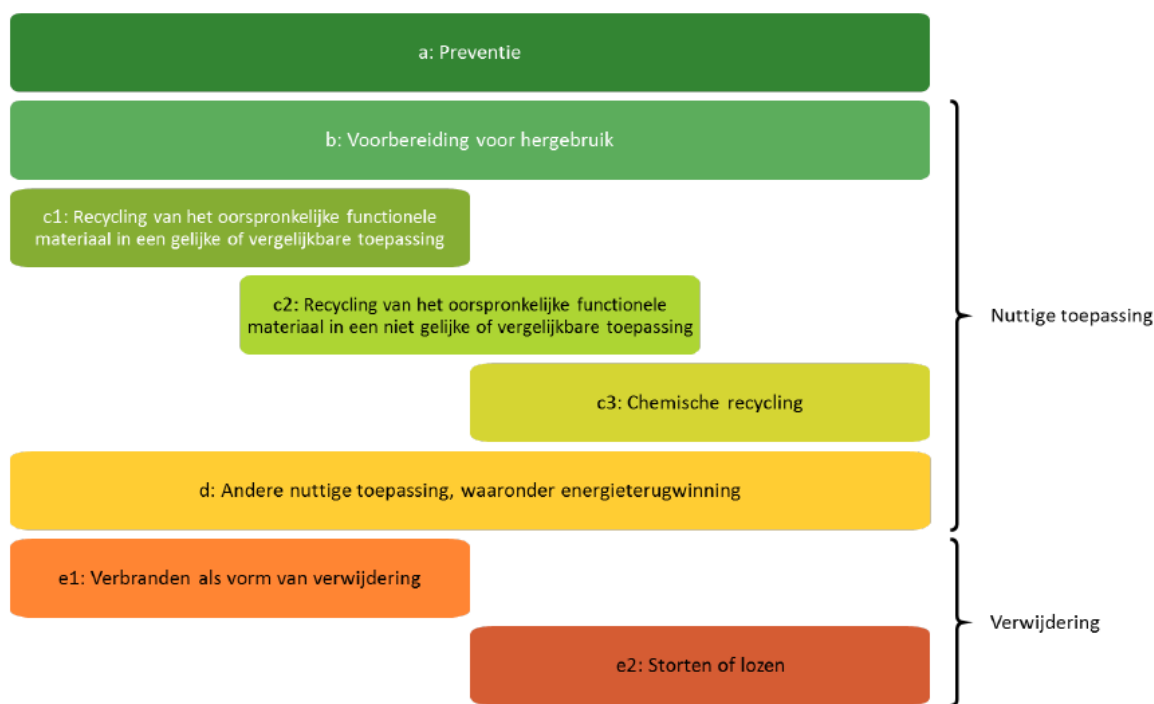 a: Preventie
b: Voorbereiding voor hergebruik
c1: Recycling van het oorspronkelijke functionele
materiaal in een gelijke of vergelijkbare toepassing
c2: Recycling van het oorspronkelijke functionele
materiaal in een niet gelijke of vergelijkbare toepassing
Nuttige toepassing
c3: Chemische recycling
d: Andere nuttige toepassing, waaronder energieterugwinning
e1: Verbranden als vorm van verwijdering
Verwijdering
e2: Storten of lozen